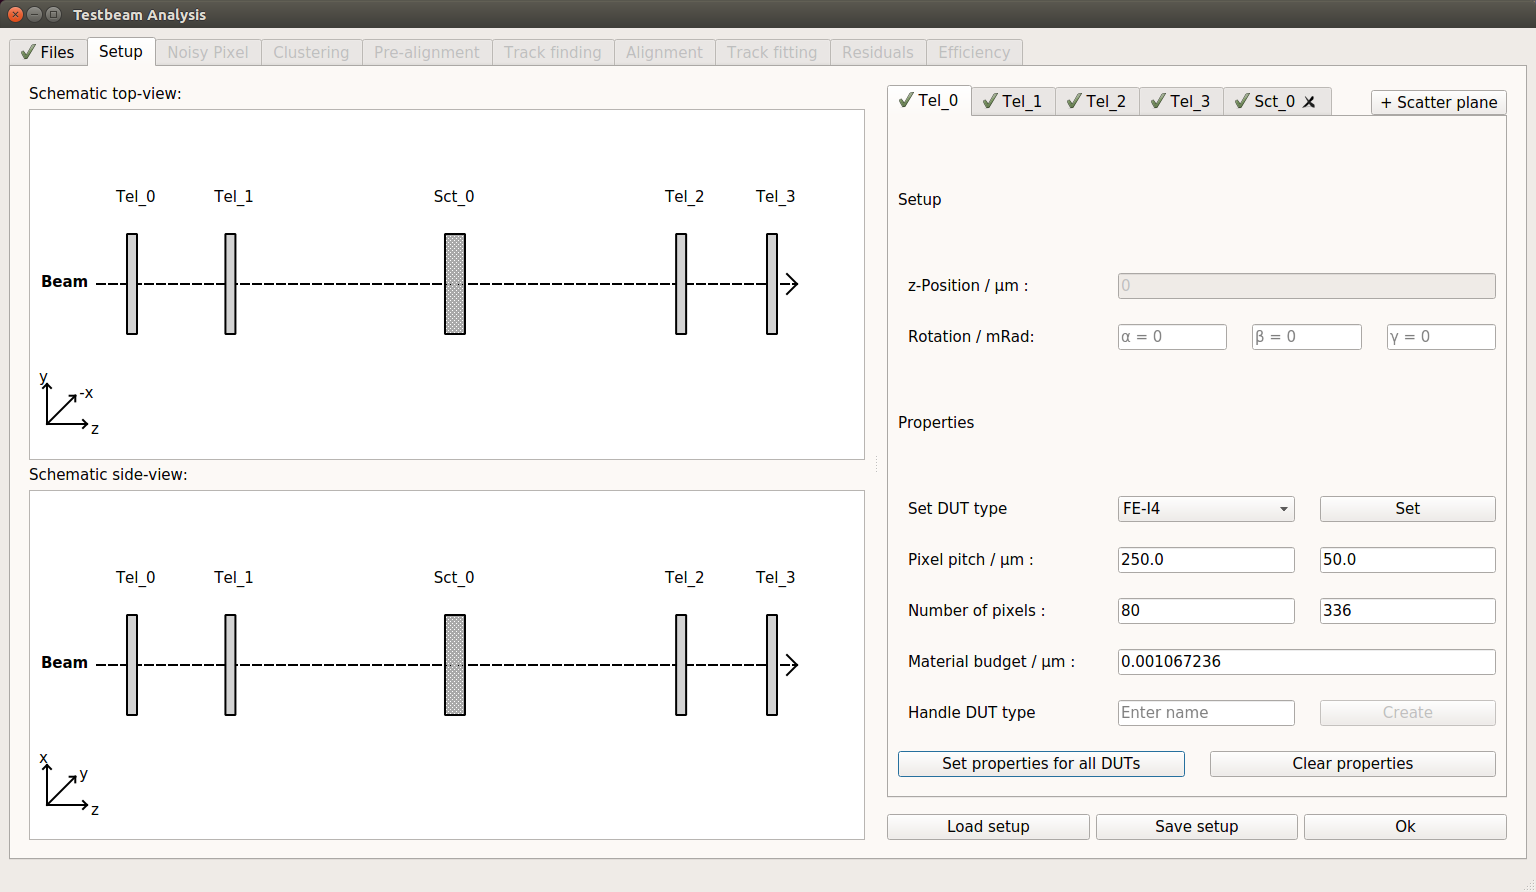 Testbeam Analysis
Files Setup Noisy Pixel Clustering Pre-alignment Track finding Alignment Track fitting Residuals Efficiency
Schematic top-view:
Tel_0 Tel_1 Sct_0 Tel_2 Tel_3
Beam
y
-x
z
Schematic side-view:
Tel_0 Tel_1 Sct_0 Tel_2 Tel_3
Beam
x
y
z
Tel_0 Tel_1 Tel_2 Tel_3 Sct_0 + Scatter plane
Setup
z-Position / μm : 0
Rotation / mRad: α = 0 β = 0 γ = 0
Properties
Set DUT type FE-I4 Set
Pixel pitch / μm : 250.0 50.0
Number of pixels : 80 336
Material budget / μm : 0.001067236
Handle DUT type Enter name Create
Set properties for all DUTs Clear properties
Load setup Save setup Ok